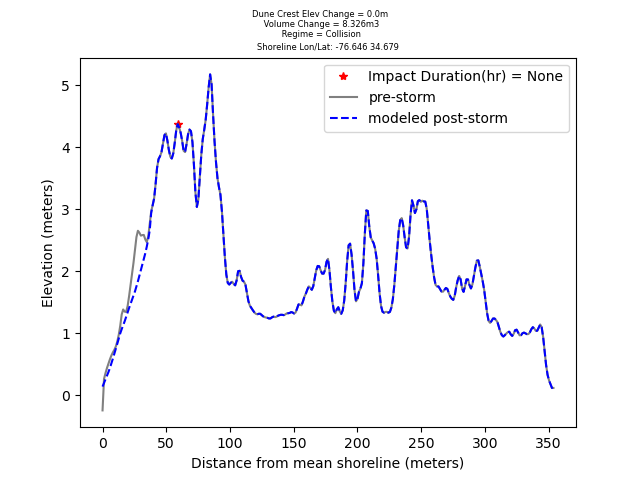 Dune Crest Elev Change = 0.0m
Volume Change = 8.326m3
Regime = Collision
Shoreline Lon/Lat: -76.646 34.679
Impact Duration(hr) = None
pre-storm
modeled post-storm
Elevation (meters)
5
4
3
2
1
0
0 50 100 150 200 250 300 350
Distance from mean shoreline (meters)